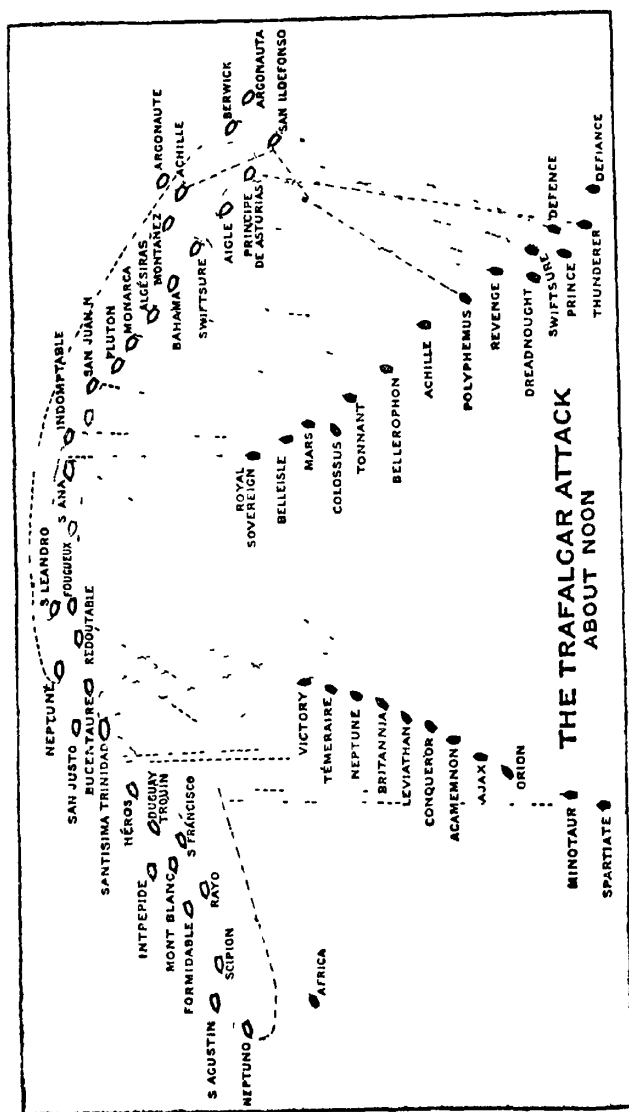 NEPTUNO
S AGUSTIN
SCIPION
FORMIDABLE
RAYO
MONT BLANC
INTPEPIDE
S FRANCISCO
DUGUAY
TROUIN
HÉROS
SANTISIMA TRINIDAD
BUCENTAURE
SAN JUSTO
NEPTUNE
REDOUTABLE
S LEANDRO
FOUGUEUX
S ANA
INDOMPTABLE
SAN JUAN.N
PLUTON
MONARCA
ALGÉSIRAS
BAHAMA
MONTAÑEZ
SWIFTSURE
AIGLE
ARGONAUTE
ACHILLE
PRINCIPE
DE ASTURIAS
BERWICK
ARGONAUTA
SAN ILDEFONSO
AFRICA
VICTORY
TÉMERAIRE
NEPTUNE
BRITANNIA
LEVIATHAN
CONQUEROR
AGAMEMNON
AJAX
ORION
MINOTAUR
SPARTIATE
ROYAL
SOVEREIGN
BELLEISLE
MARS
COLOSSUS
TONNANT
BELLEROPHON
ACHILLE
POLYPHEMUS
REVENGE
DREADNOUGHT
SWIFTSURE
DEFENCE
PRINCE
THUNDERER
DEFIANCE
THE TRAFALGAR ATTACK
ABOUT NOON